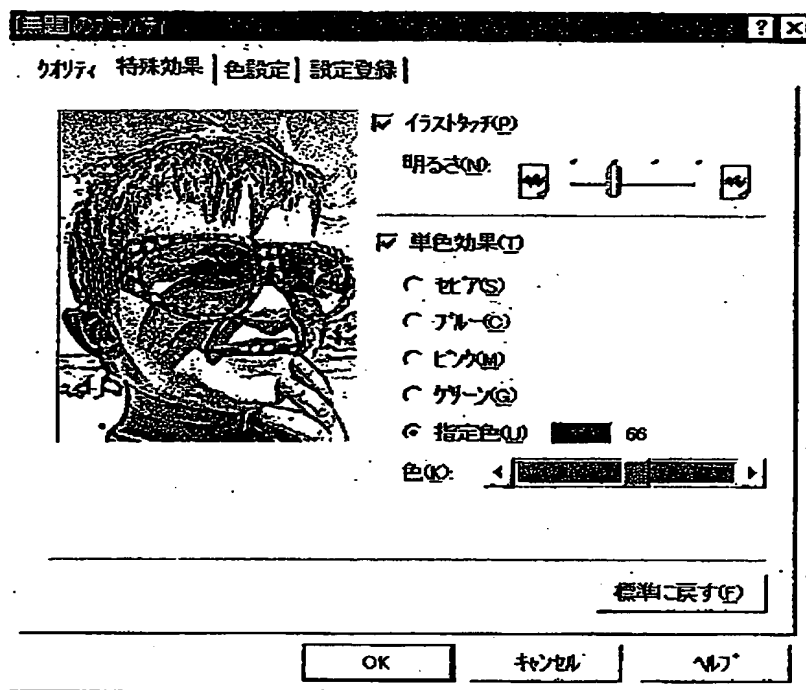 [無題]のプロパティ ? ×
クオリティ 特殊効果 色設定 設定登録
イラストタッチ(P)
明るさ(N):
単色効果(T)
セピア(S)
ブルー(C)
ピンク(M)
グリーン(G)
指定色(U) 66
色(K):
標準に戻す(F)
OK キャンセル ヘルプ